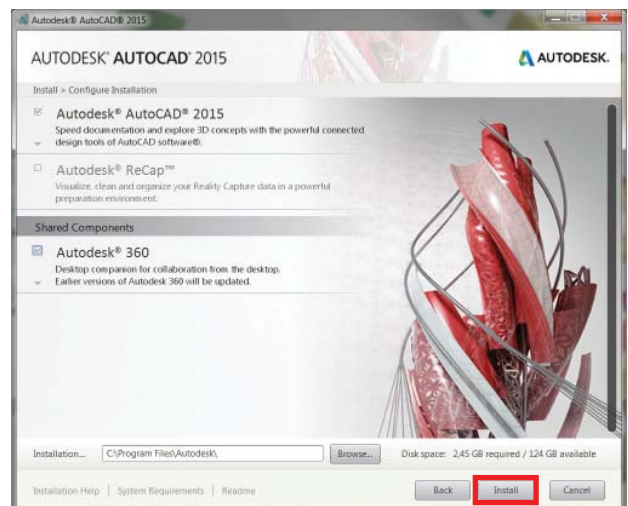 Autodesk® AutoCAD® 2015
AUTODESK® AUTOCAD® 2015
AUTODESK.
Install > Configure Installation
Autodesk® AutoCAD® 2015
Speed documentation and explore 3D concepts with the powerful connected
design tools of AutoCAD software®.
Autodesk® ReCap™
Visualize, clean and organize your Reality Capture data in a powerful
preparation environment.
Shared Components
Autodesk® 360
Desktop companion for collaboration from the desktop.
Earlier versions of Autodesk 360 will be updated.
Installation... C:\Program Files\Autodesk\, Browse... Disk space: 2,45 GB required / 124 GB available
Installation Help | System Requirements | Readme Back Install Cancel